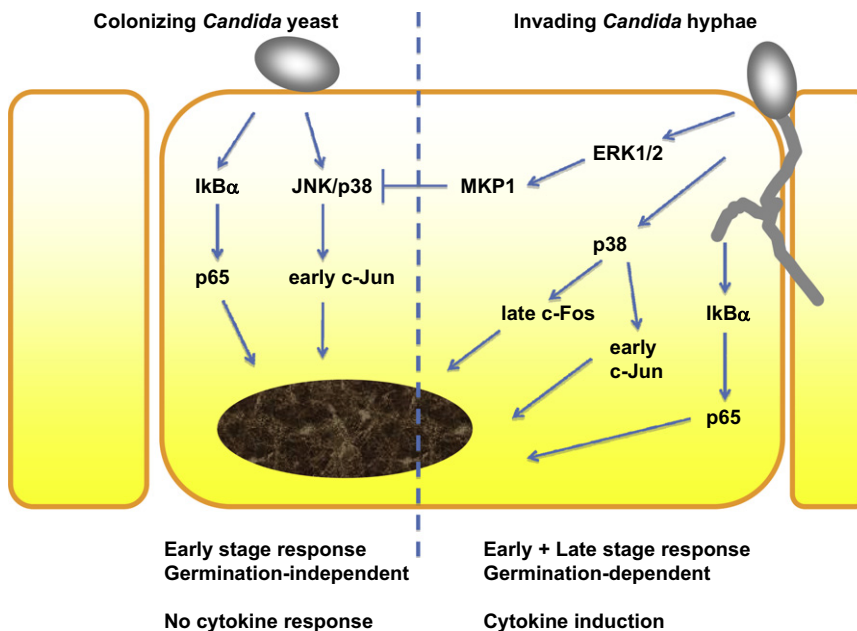 Colonizing Candida yeast
Invading Candida hyphae
ERK1/2
IkBα
JNK/p38
MKP1
p38
p65
early c-Jun
late c-Fos
IkBα
early
c-Jun
p65
Early stage response
Germination-independent
No cytokine response
Early + Late stage response
Germination-dependent
Cytokine induction